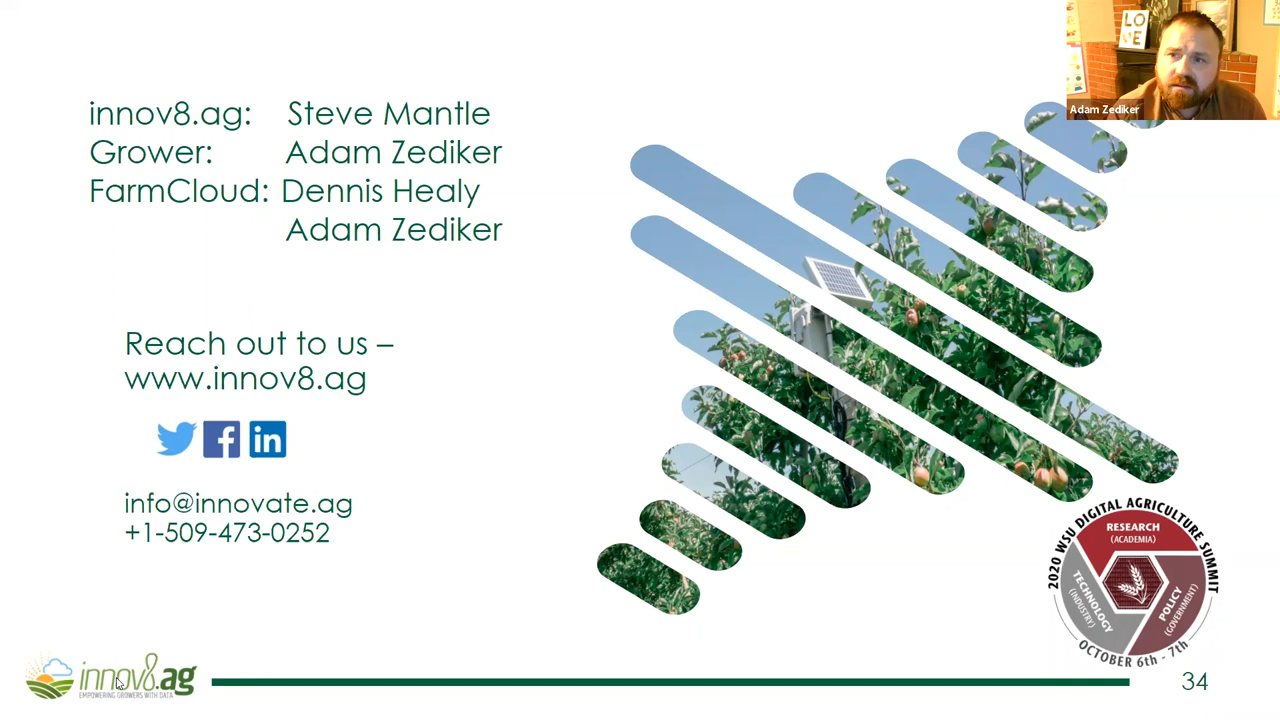 LO
VE
Adam Zediker
innov8.ag: Steve Mantle
Grower: Adam Zediker
FarmCloud: Dennis Healy
Adam Zediker
Reach out to us –
www.innov8.ag
info@innovate.ag
+1-509-473-0252
2020 WSU DIGITAL AGRICULTURE SUMMIT
RESEARCH
(ACADEMIA)
TECHNOLOGY
(INDUSTRY)
POLICY
(GOVERNMENT)
OCTOBER 6th - 7th
innov8.ag
EMPOWERING GROWERS WITH DATA
34